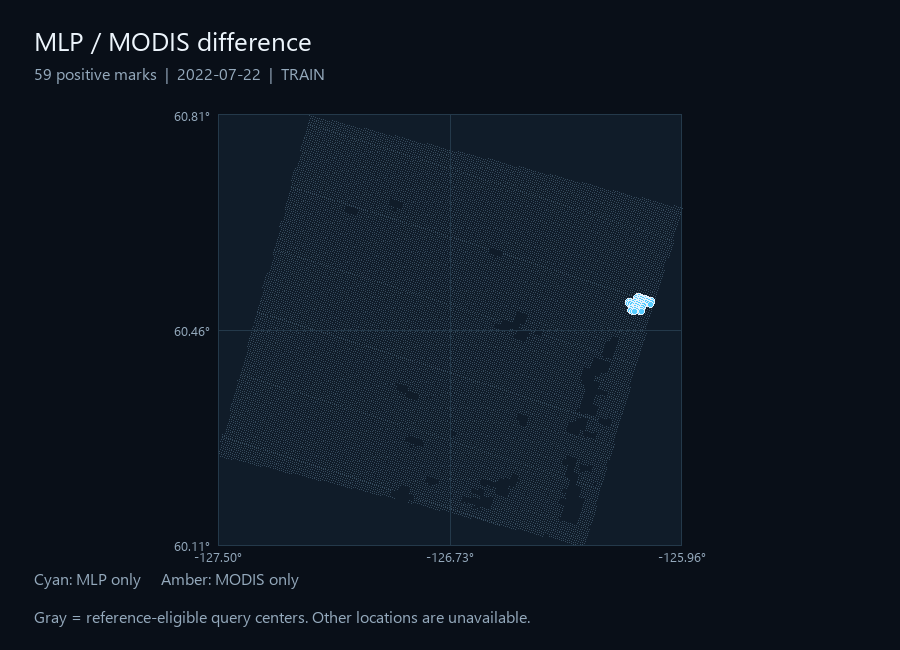 MLP / MODIS difference
59 positive marks | 2022-07-22 | TRAIN
60.81°
60.46°
60.11°
-127.50° -126.73° -125.96°
Cyan: MLP only Amber: MODIS only
Gray = reference-eligible query centers. Other locations are unavailable.